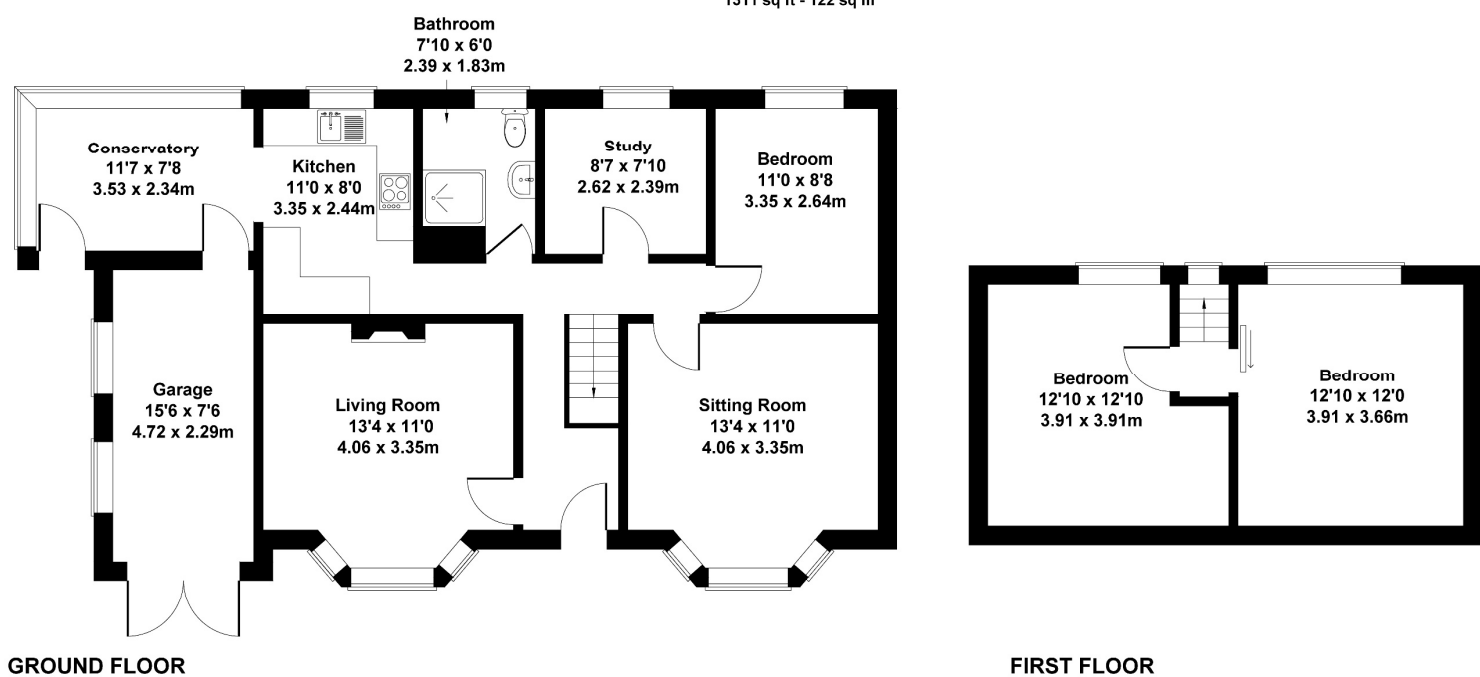 1311 sq ft - 122 sq m
Bathroom
7'10 x 6'0
2.39 x 1.83m
Conservatory
11'7 x 7'8
3.53 x 2.34m
Kitchen
11'0 x 8'0
3.35 x 2.44m
Study
8'7 x 7'10
2.62 x 2.39m
Bedroom
11'0 x 8'8
3.35 x 2.64m
Garage
15'6 x 7'6
4.72 x 2.29m
Living Room
13'4 x 11'0
4.06 x 3.35m
Sitting Room
13'4 x 11'0
4.06 x 3.35m
Bedroom
12'10 x 12'10
3.91 x 3.91m
Bedroom
12'10 x 12'0
3.91 x 3.66m
GROUND FLOOR
FIRST FLOOR